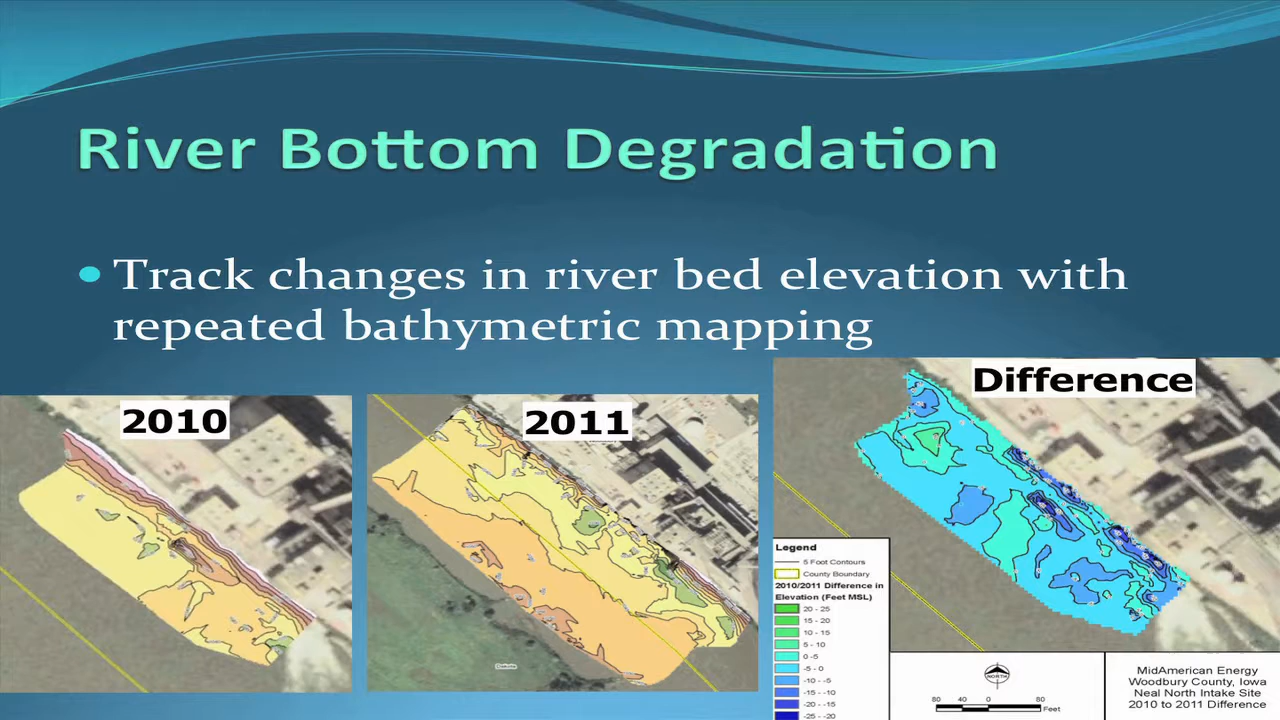 River Bottom Degradation
Track changes in river bed elevation with
repeated bathymetric mapping
2010
2011
Difference
Legend
5 Foot Contours
County Boundary
2010/2011 Difference in
Elevation (Feet MSL)
20 - 25
15 - 20
10 - 15
5 - 10
0 -5
-5 - 0
-10 - -5
-15 - -10
-20 - -15
-25 - -20
NORTH
80 40 0 80
Feet
MidAmerican Energy
Woodbury County, Iowa
Neal North Intake Site
2010 to 2011 Difference